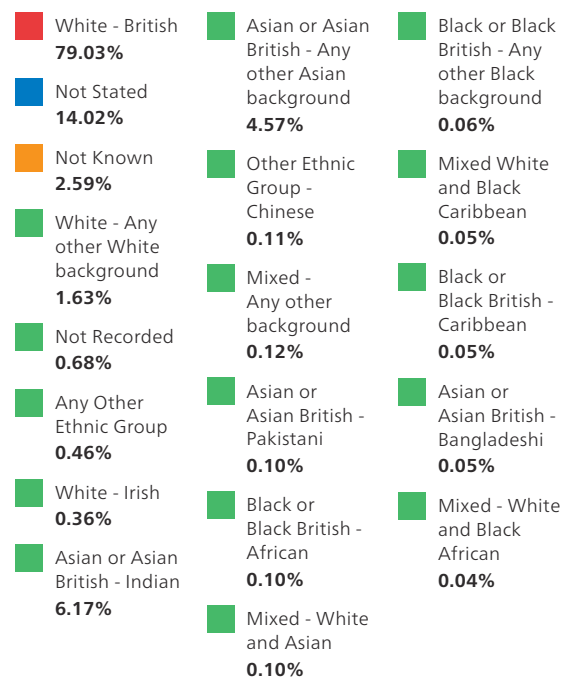 White - British
79.03%
Not Stated
14.02%
Not Known
2.59%
White - Any
other White
background
1.63%
Not Recorded
0.68%
Any Other
Ethnic Group
0.46%
White - Irish
0.36%
Asian or Asian
British - Indian
6.17%
Asian or Asian
British - Any
other Asian
background
4.57%
Other Ethnic
Group -
Chinese
0.11%
Mixed -
Any other
background
0.12%
Asian or
Asian British -
Pakistani
0.10%
Black or
Black British -
African
0.10%
Mixed - White
and Asian
0.10%
Black or Black
British - Any
other Black
background
0.06%
Mixed White
and Black
Caribbean
0.05%
Black or
Black British -
Caribbean
0.05%
Asian or
Asian British -
Bangladeshi
0.05%
Mixed - White
and Black
African
0.04%